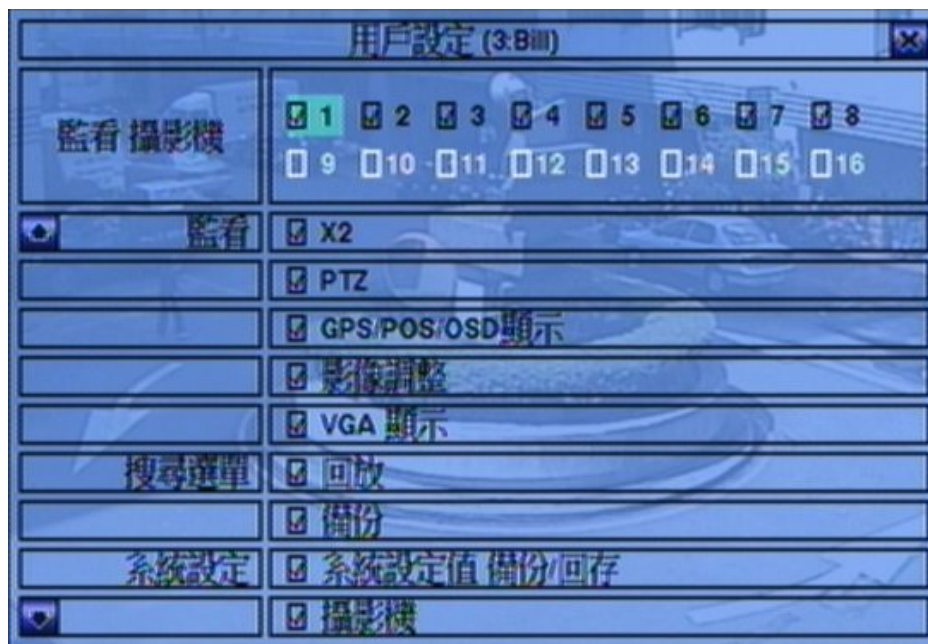 用戶設定 (3:Bill)
監看 攝影機
1 2 3 4 5 6 7 8
9 10 11 12 13 14 15 16
監看 X2
PTZ
GPS/POS/OSD顯示
影像調整
VGA 顯示
搜尋選單 回放
備份
系統設定 系統設定值 備份/回存
攝影機